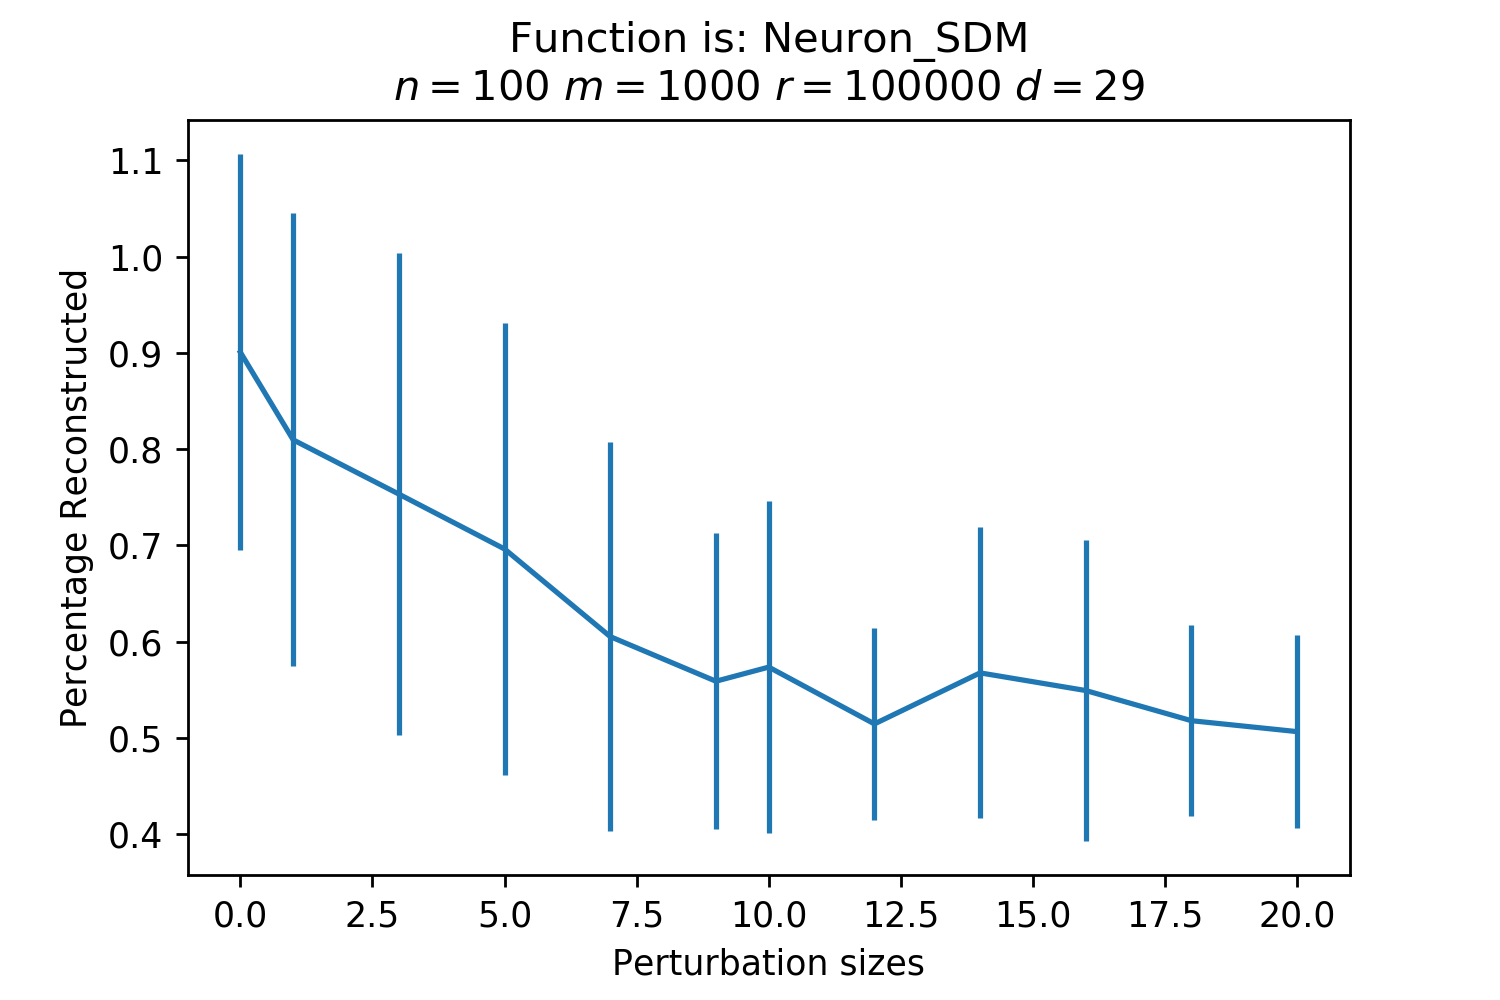 Function is: Neuron_SDM
n = 100 m = 1000 r = 100000 d = 29
Percentage Reconstructed
1.1
1.0
0.9
0.8
0.7
0.6
0.5
0.4
0.0 2.5 5.0 7.5 10.0 12.5 15.0 17.5 20.0
Perturbation sizes